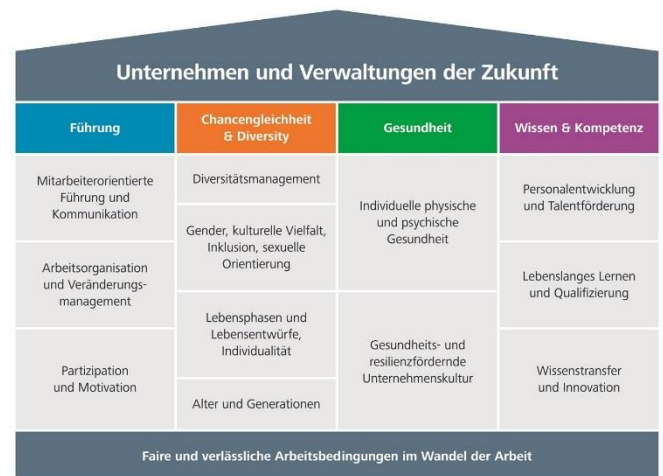 Unternehmen und Verwaltungen der Zukunft
Führung
Chancengleichheit
& Diversity
Gesundheit
Wissen & Kompetenz
Mitarbeiterorientierte
Führung und
Kommunikation
Arbeitsorganisation
und Veränderungs-
management
Partizipation
und Motivation
Diversitätsmanagement
Gender, kulturelle Vielfalt,
Inklusion, sexuelle
Orientierung
Lebensphasen und
Lebensentwürfe,
Individualität
Alter und Generationen
Individuelle physische
und psychische
Gesundheit
Gesundheits- und
resilienzfördernde
Unternehmenskultur
Personalentwicklung
und Talentförderung
Lebenslanges Lernen
und Qualifizierung
Wissenstransfer
und Innovation
Faire und verlässliche Arbeitsbedingungen im Wandel der Arbeit